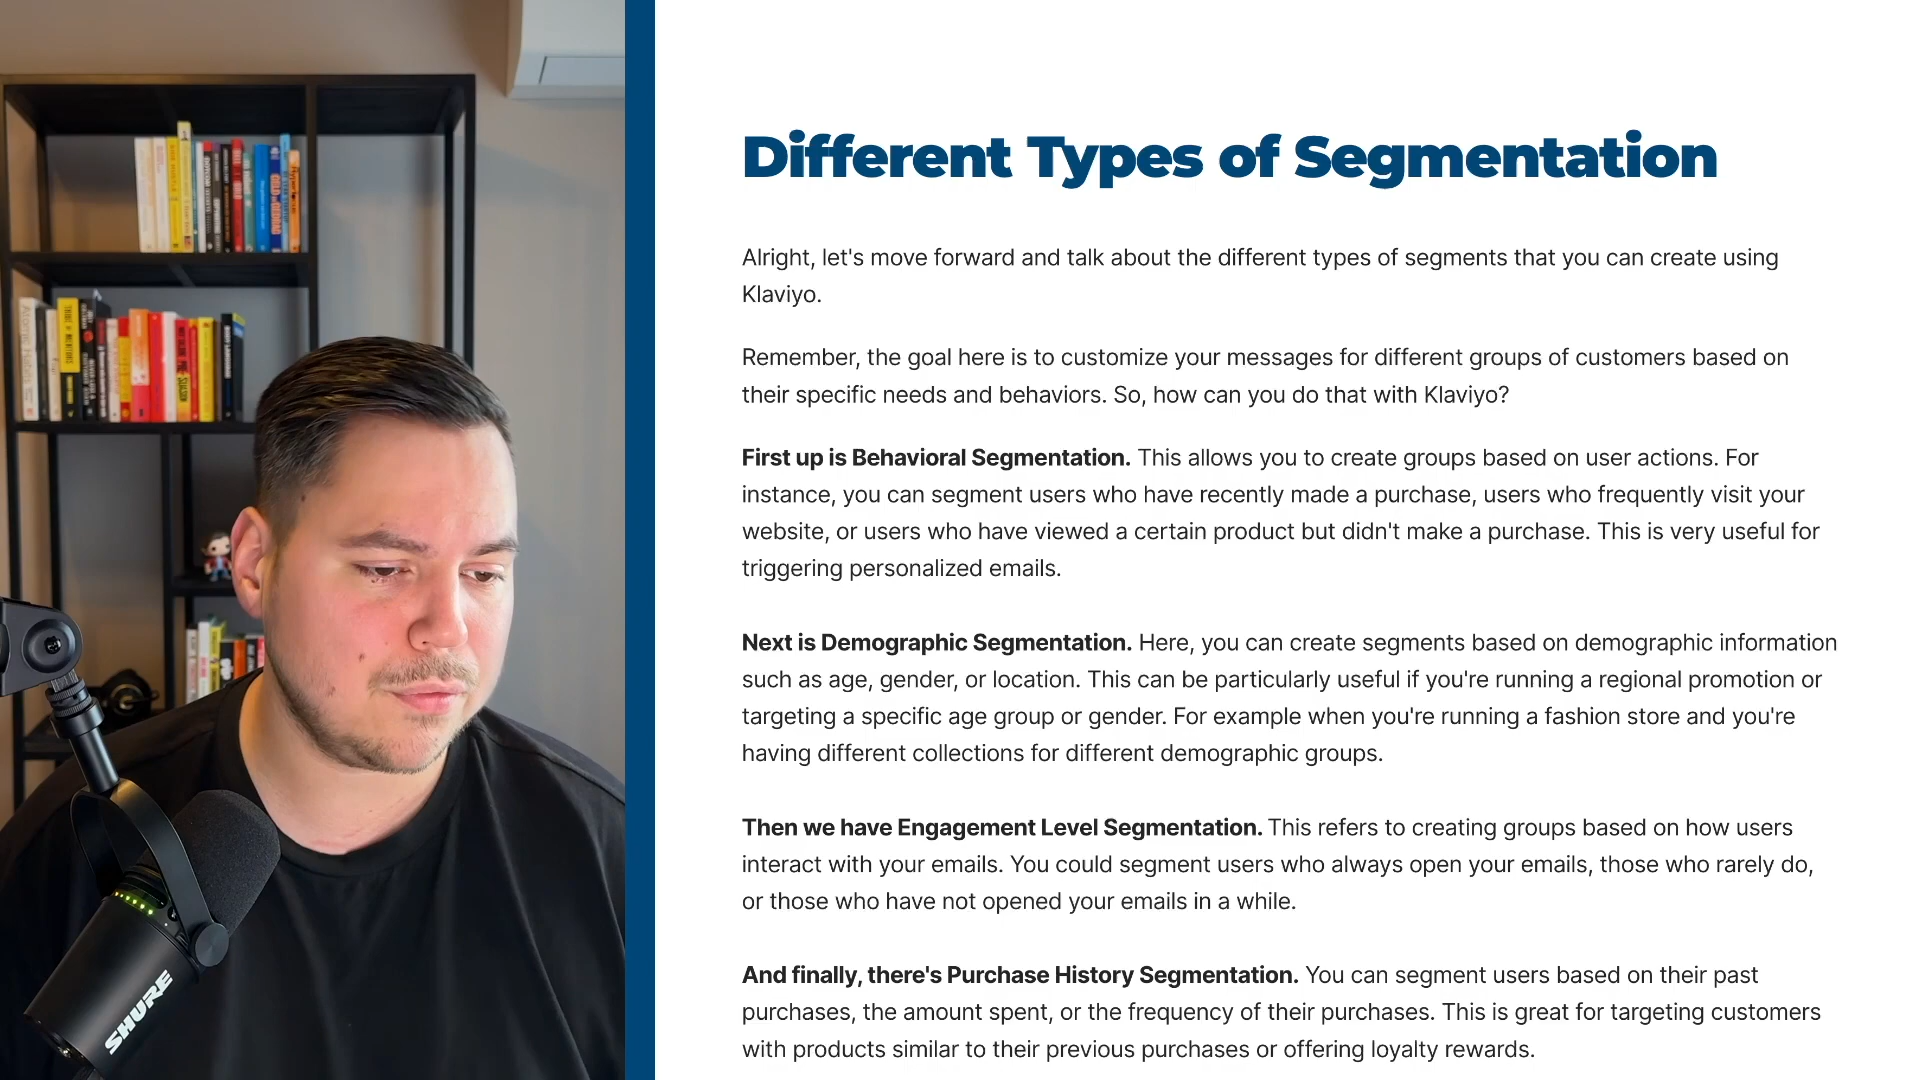 Different Types of Segmentation
Alright, let's move forward and talk about the different types of segments that you can create using
Klaviyo.
Remember, the goal here is to customize your messages for different groups of customers based on
their specific needs and behaviors. So, how can you do that with Klaviyo?
First up is Behavioral Segmentation. This allows you to create groups based on user actions. For
instance, you can segment users who have recently made a purchase, users who frequently visit your
website, or users who have viewed a certain product but didn't make a purchase. This is very useful for
triggering personalized emails.
Next is Demographic Segmentation. Here, you can create segments based on demographic information
such as age, gender, or location. This can be particularly useful if you're running a regional promotion or
targeting a specific age group or gender. For example when you're running a fashion store and you're
having different collections for different demographic groups.
Then we have Engagement Level Segmentation. This refers to creating groups based on how users
interact with your emails. You could segment users who always open your emails, those who rarely do,
or those who have not opened your emails in a while.
And finally, there's Purchase History Segmentation. You can segment users based on their past
purchases, the amount spent, or the frequency of their purchases. This is great for targeting customers
with products similar to their previous purchases or offering loyalty rewards.
SHURE